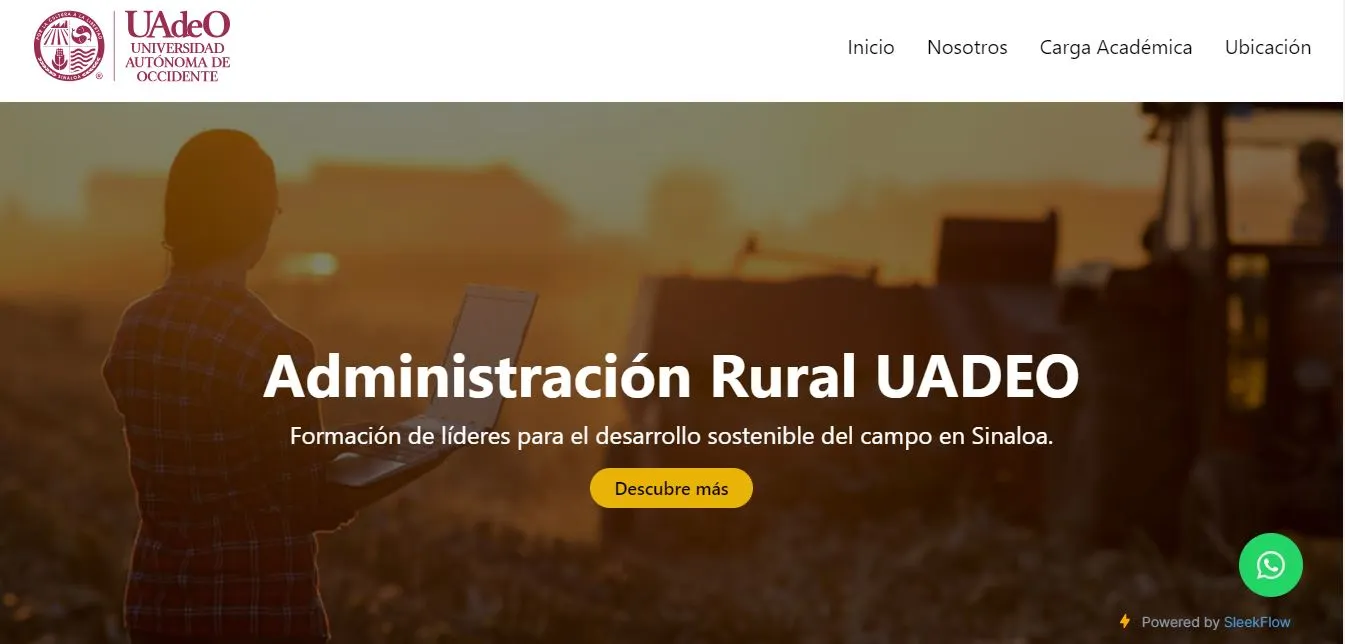 UAdeO
UNIVERSIDAD
AUTÓNOMA DE
OCCIDENTE
Inicio
Nosotros
Carga Académica
Ubicación
Administración Rural UADEO
Formación de líderes para el desarrollo sostenible del campo en Sinaloa.
Descubre más
Powered by SleekFlow